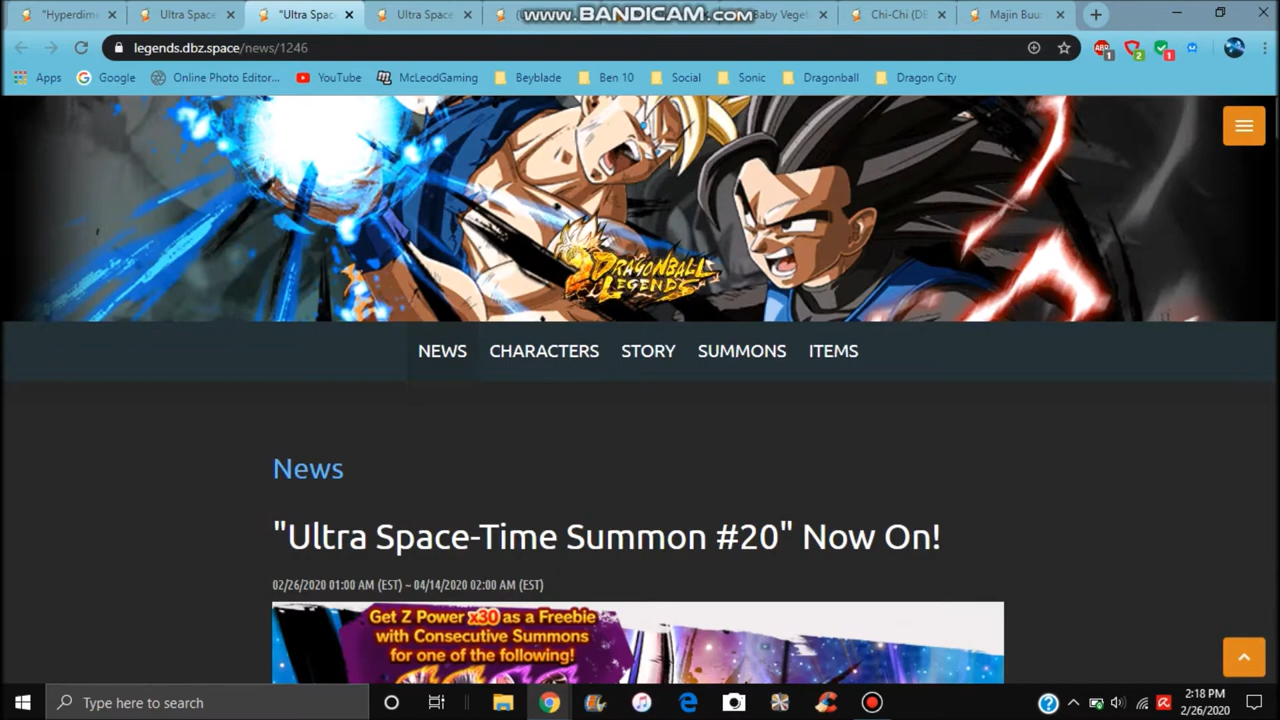 "Hyperdime
Ultra Space
"Ultra Spac
Ultra Space
www.BANDICAM.com
Baby Veget
Chi-Chi (DB
Majin Buu:
legends.dbz.space/news/1246
Apps
Google
Online Photo Editor...
YouTube
McLeodGaming
Beyblade
Ben 10
Social
Sonic
Dragonball
Dragon City
DRAGONBALL
LEGENDS
NEWS
CHARACTERS
STORY
SUMMONS
ITEMS
News
"Ultra Space-Time Summon #20" Now On!
02/26/2020 01:00 AM (EST) ~ 04/14/2020 02:00 AM (EST)
Get Z Power x30 as a Freebie
with Consecutive Summons
for one of the following!
Type here to search
2:18 PM
2/26/2020